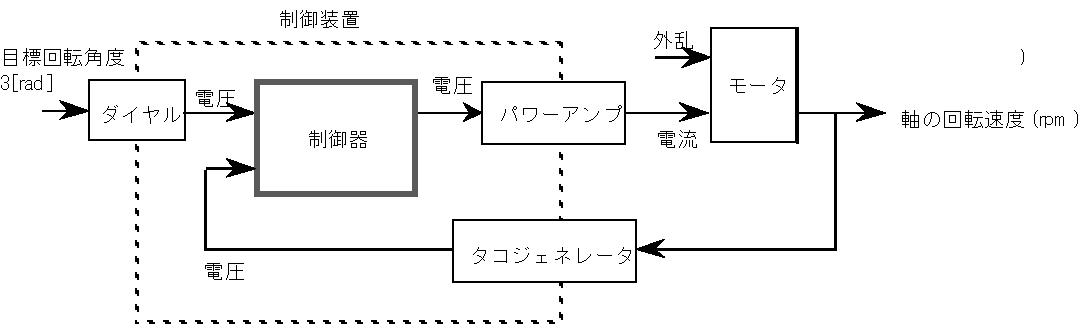 制御装置
目標回転角度
3[rad]
ダイヤル
電圧
制御器
電圧
パワーアンプ
外乱
電流
モータ
)
軸の回転速度(rpm)
タコジェネレータ
電圧